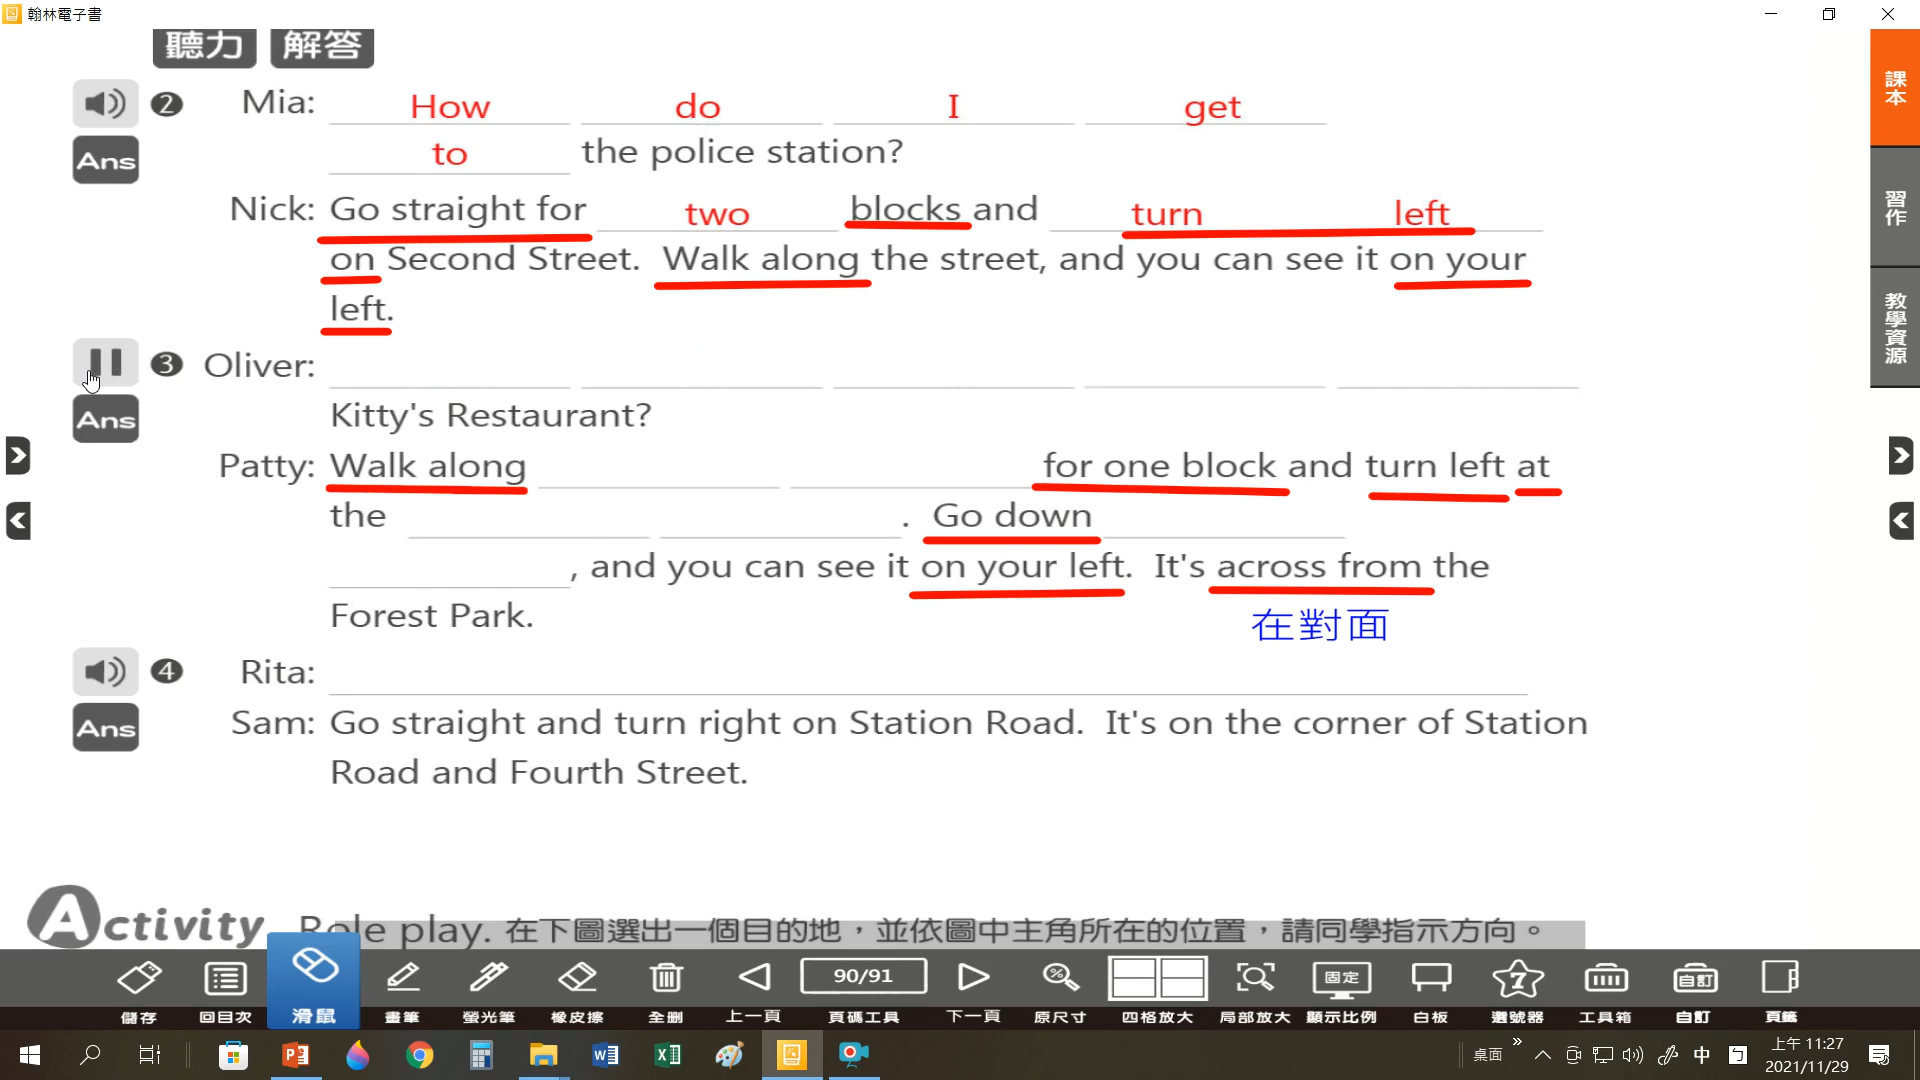 翰林電子書
聽力 解答
2 Mia: How do I get
Ans to the police station?
Nick: Go straight for two blocks and turn left
on Second Street. Walk along the street, and you can see it on your
left.
3 Oliver:
Ans Kitty's Restaurant?
Patty: Walk along for one block and turn left at
the . Go down
, and you can see it on your left. It's across from the
Forest Park.
在對面
4 Rita:
Ans Sam: Go straight and turn right on Station Road. It's on the corner of Station
Road and Fourth Street.
Activity Role play. 在下圖選出一個目的地，並依圖中主角所在的位置，請同學指示方向。
課本
習作
教學資源
90/91 固定 7 自訂
儲存 回目次 滑鼠 畫筆 螢光筆 橡皮擦 全刪 上一頁 頁碼工具 下一頁 原尺寸 四格放大 局部放大 顯示比例 白板 選號器 工具箱 自訂 頁籤
桌面 中 上午 11:27
2021/11/29